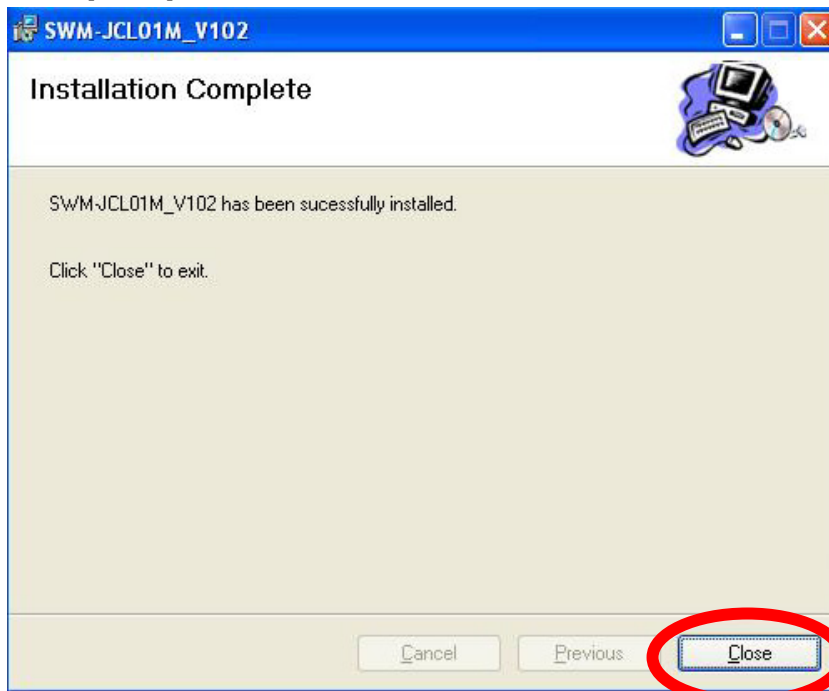 SWM-JCL01M_V102
Installation Complete
SWM-JCL01M_V102 has been sucessfully installed.
Click "Close" to exit.
Cancel Previous Close